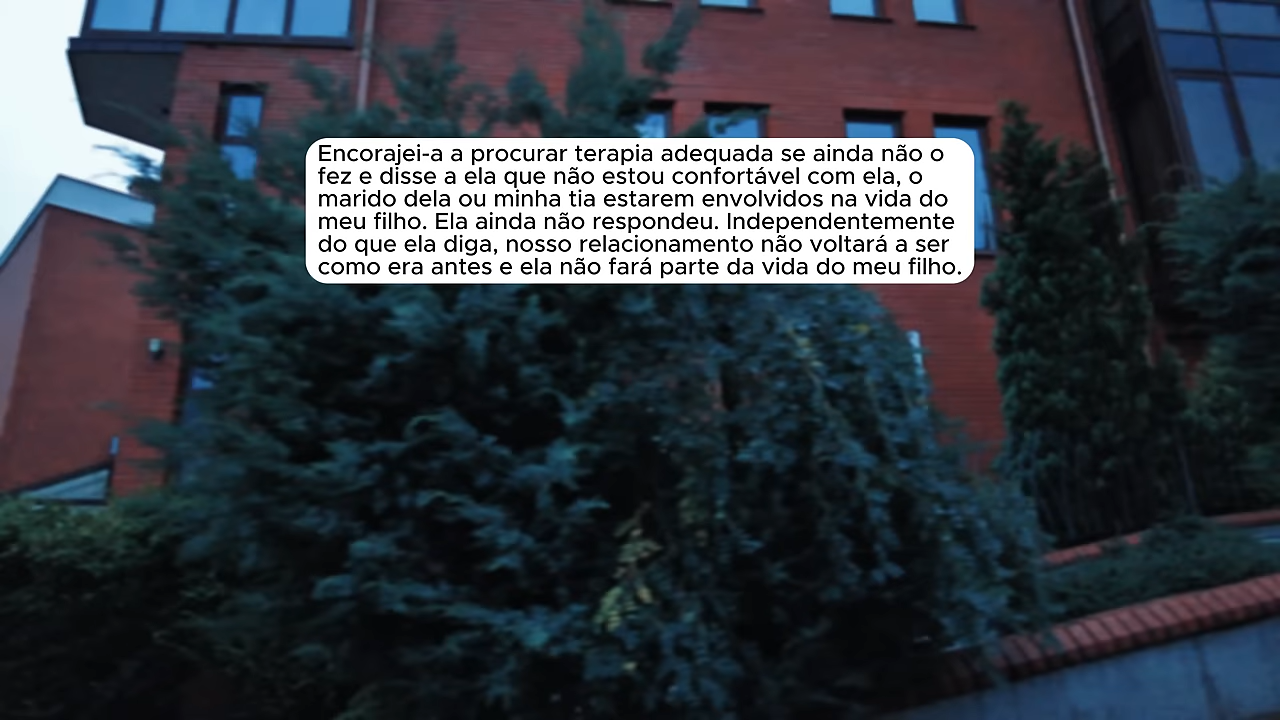 Encorajei-a a procurar terapia adequada se ainda não o
fez e disse a ela que não estou confortável com ela, o
marido dela ou minha tia estarem envolvidos na vida do
meu filho. Ela ainda não respondeu. Independentemente
do que ela diga, nosso relacionamento não voltará a ser
como era antes e ela não fará parte da vida do meu filho.